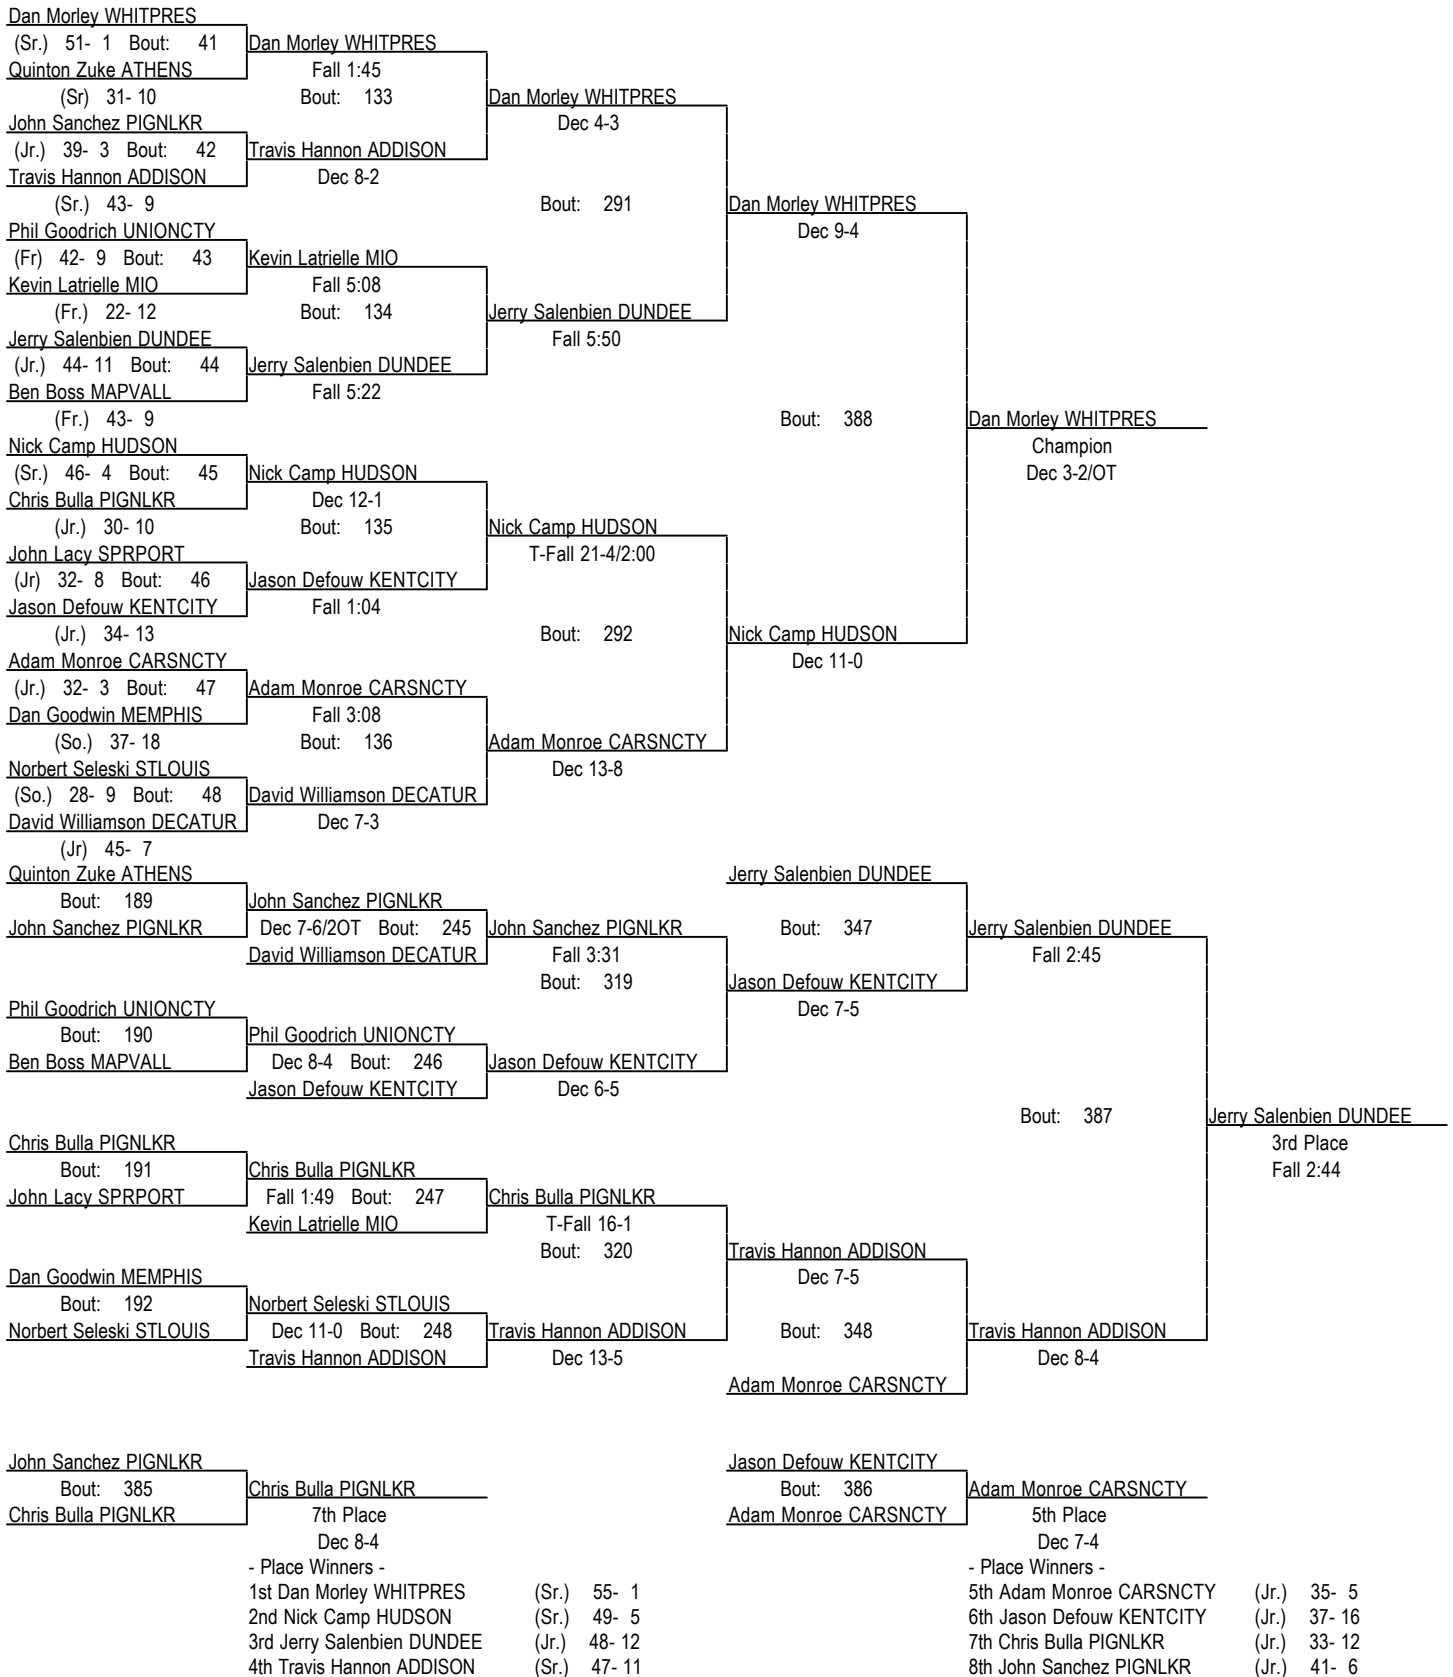 Dan Morley WHITPRES
(Sr.) 51- 1 Bout: 41 Dan Morley WHITPRES
Quinton Zuke ATHENS Fall 1:45
(Sr) 31- 10 Bout: 133 Dan Morley WHITPRES
John Sanchez PIGNLKR Dec 4-3
(Jr.) 39- 3 Bout: 42 Travis Hannon ADDISON
Travis Hannon ADDISON Dec 8-2
(Sr.) 43- 9 Bout: 291 Dan Morley WHITPRES
Phil Goodrich UNIONCTY Dec 9-4
(Fr) 42- 9 Bout: 43 Kevin Latrielle MIO
Kevin Latrielle MIO Fall 5:08
(Fr.) 22- 12 Bout: 134 Jerry Salenbien DUNDEE
Jerry Salenbien DUNDEE Fall 5:50
(Jr.) 44- 11 Bout: 44 Jerry Salenbien DUNDEE
Ben Boss MAPVALL Fall 5:22
(Fr.) 43- 9 Bout: 388 Dan Morley WHITPRES
Nick Camp HUDSON Champion
(Sr.) 46- 4 Bout: 45 Nick Camp HUDSON Dec 3-2/OT
Chris Bulla PIGNLKR Dec 12-1
(Jr.) 30- 10 Bout: 135 Nick Camp HUDSON
John Lacy SPRPORT T-Fall 21-4/2:00
(Jr) 32- 8 Bout: 46 Jason Defouw KENTCITY
Jason Defouw KENTCITY Fall 1:04
(Jr.) 34- 13 Bout: 292 Nick Camp HUDSON
Adam Monroe CARSNCTY Dec 11-0
(Jr.) 32- 3 Bout: 47 Adam Monroe CARSNCTY
Dan Goodwin MEMPHIS Fall 3:08
(So.) 37- 18 Bout: 136 Adam Monroe CARSNCTY
Norbert Seleski STLOUIS Dec 13-8
(So.) 28- 9 Bout: 48 David Williamson DECATUR
David Williamson DECATUR Dec 7-3
(Jr) 45- 7
Quinton Zuke ATHENS Jerry Salenbien DUNDEE
Bout: 189 John Sanchez PIGNLKR
John Sanchez PIGNLKR Dec 7-6/2OT Bout: 245 John Sanchez PIGNLKR Bout: 347 Jerry Salenbien DUNDEE
David Williamson DECATUR Fall 3:31 Fall 2:45
Bout: 319 Jason Defouw KENTCITY
Phil Goodrich UNIONCTY Dec 7-5
Bout: 190 Phil Goodrich UNIONCTY
Ben Boss MAPVALL Dec 8-4 Bout: 246 Jason Defouw KENTCITY
Jason Defouw KENTCITY Dec 6-5
Bout: 387 Jerry Salenbien DUNDEE
Chris Bulla PIGNLKR 3rd Place
Bout: 191 Chris Bulla PIGNLKR Fall 2:44
John Lacy SPRPORT Fall 1:49 Bout: 247 Chris Bulla PIGNLKR
Kevin Latrielle MIO T-Fall 16-1
Bout: 320 Travis Hannon ADDISON
Dan Goodwin MEMPHIS Dec 7-5
Bout: 192 Norbert Seleski STLOUIS
Norbert Seleski STLOUIS Dec 11-0 Bout: 248 Travis Hannon ADDISON Bout: 348 Travis Hannon ADDISON
Travis Hannon ADDISON Dec 13-5 Dec 8-4
Adam Monroe CARSNCTY
John Sanchez PIGNLKR Jason Defouw KENTCITY
Bout: 385 Chris Bulla PIGNLKR Bout: 386 Adam Monroe CARSNCTY
Chris Bulla PIGNLKR 7th Place Adam Monroe CARSNCTY 5th Place
Dec 8-4 Dec 7-4
- Place Winners - - Place Winners -
1st Dan Morley WHITPRES (Sr.) 55- 1 5th Adam Monroe CARSNCTY (Jr.) 35- 5
2nd Nick Camp HUDSON (Sr.) 49- 5 6th Jason Defouw KENTCITY (Jr.) 37- 16
3rd Jerry Salenbien DUNDEE (Jr.) 48- 12 7th Chris Bulla PIGNLKR (Jr.) 33- 12
4th Travis Hannon ADDISON (Sr.) 47- 11 8th John Sanchez PIGNLKR (Jr.) 41- 6